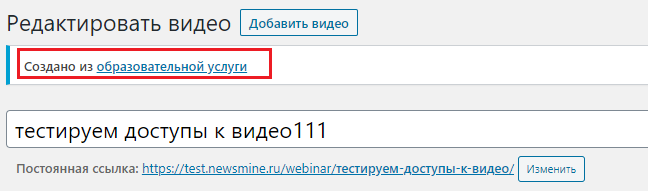 Редактировать видео Добавить видео
Создано из образовательной услуги
тестируем доступы к видео111
Постоянная ссылка: https://test.newsmine.ru/webinar/тестируем-доступы-к-видео/ Изменить